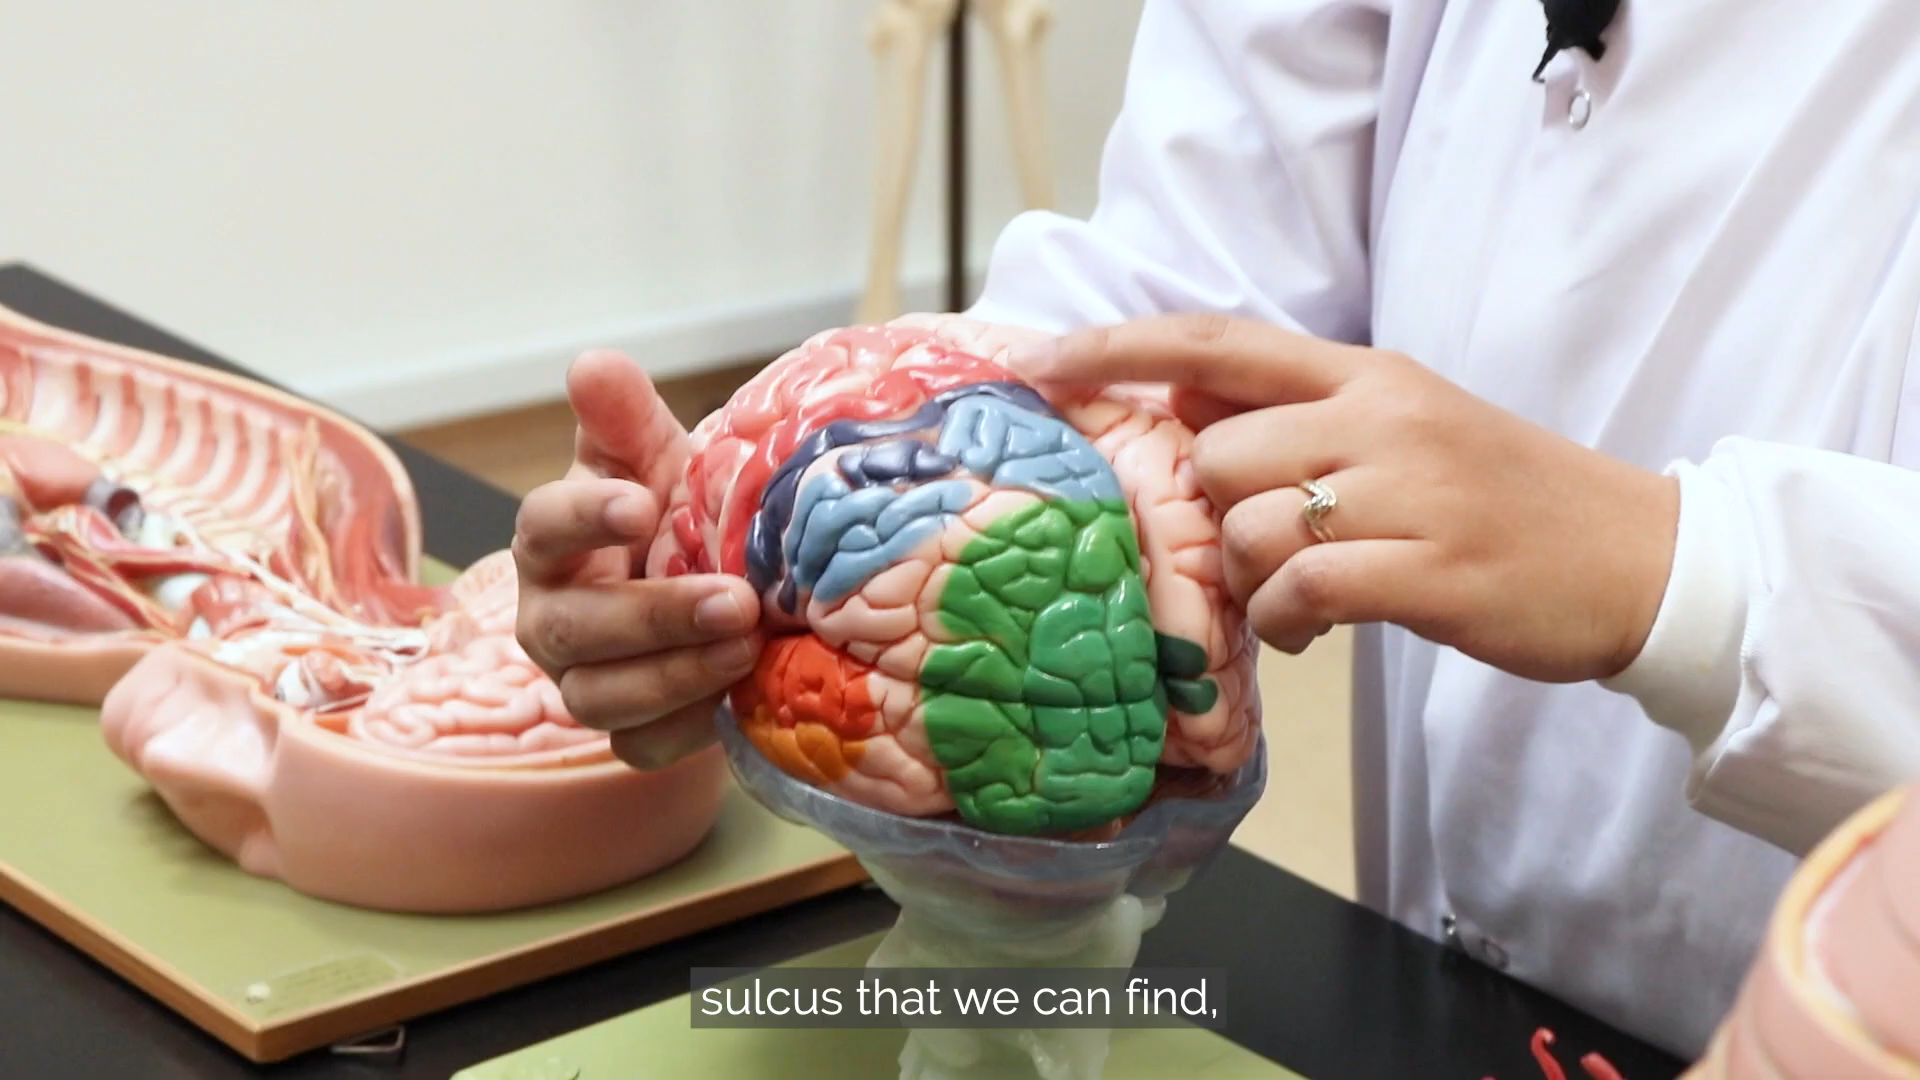 sulcus that we can find,